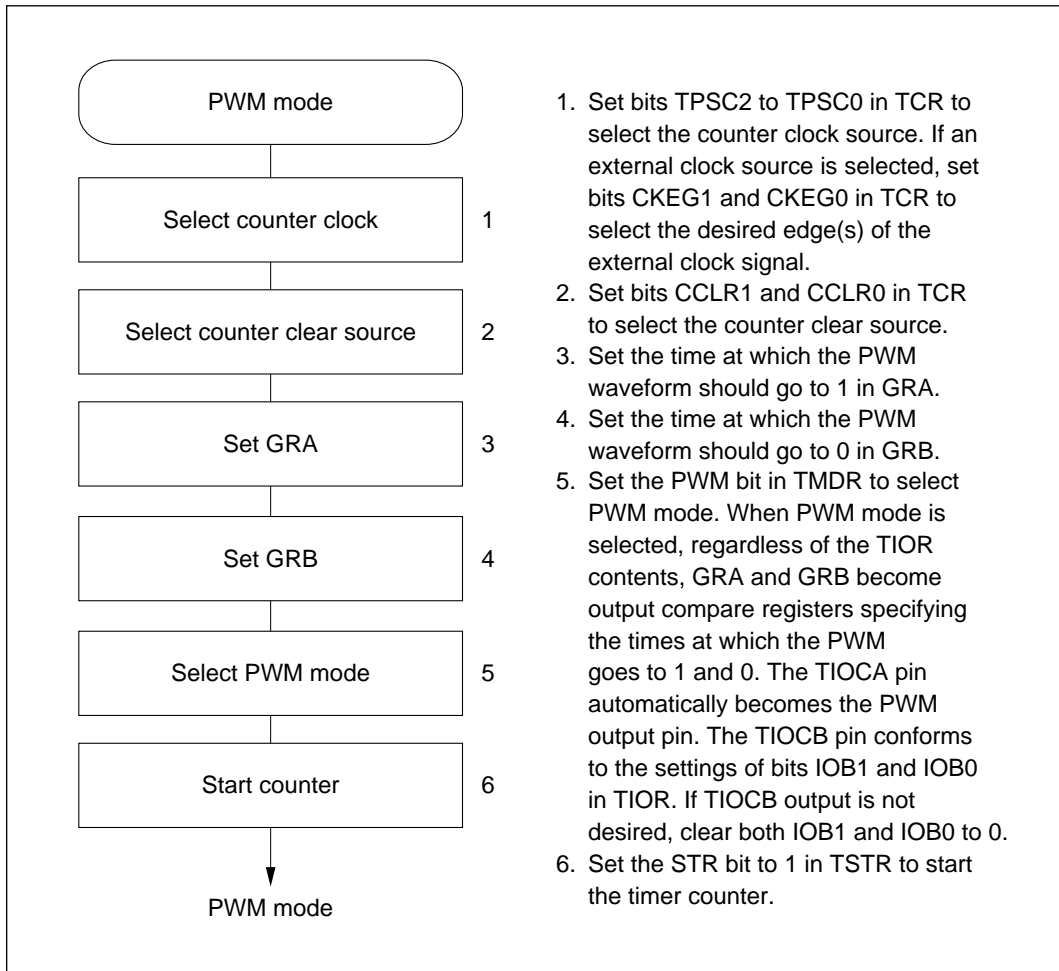 PWM mode
Select counter clock
1
Select counter clear source
2
Set GRA
3
Set GRB
4
Select PWM mode
5
Start counter
6
PWM mode
1. Set bits TPSC2 to TPSC0 in TCR to
select the counter clock source. If an
external clock source is selected, set
bits CKEG1 and CKEG0 in TCR to
select the desired edge(s) of the
external clock signal.
2. Set bits CCLR1 and CCLR0 in TCR
to select the counter clear source.
3. Set the time at which the PWM
waveform should go to 1 in GRA.
4. Set the time at which the PWM
waveform should go to 0 in GRB.
5. Set the PWM bit in TMDR to select
PWM mode. When PWM mode is
selected, regardless of the TIOR
contents, GRA and GRB become
output compare registers specifying
the times at which the PWM
goes to 1 and 0. The TIOCA pin
automatically becomes the PWM
output pin. The TIOCB pin conforms
to the settings of bits IOB1 and IOB0
in TIOR. If TIOCB output is not
desired, clear both IOB1 and IOB0 to 0.
6. Set the STR bit to 1 in TSTR to start
the timer counter.